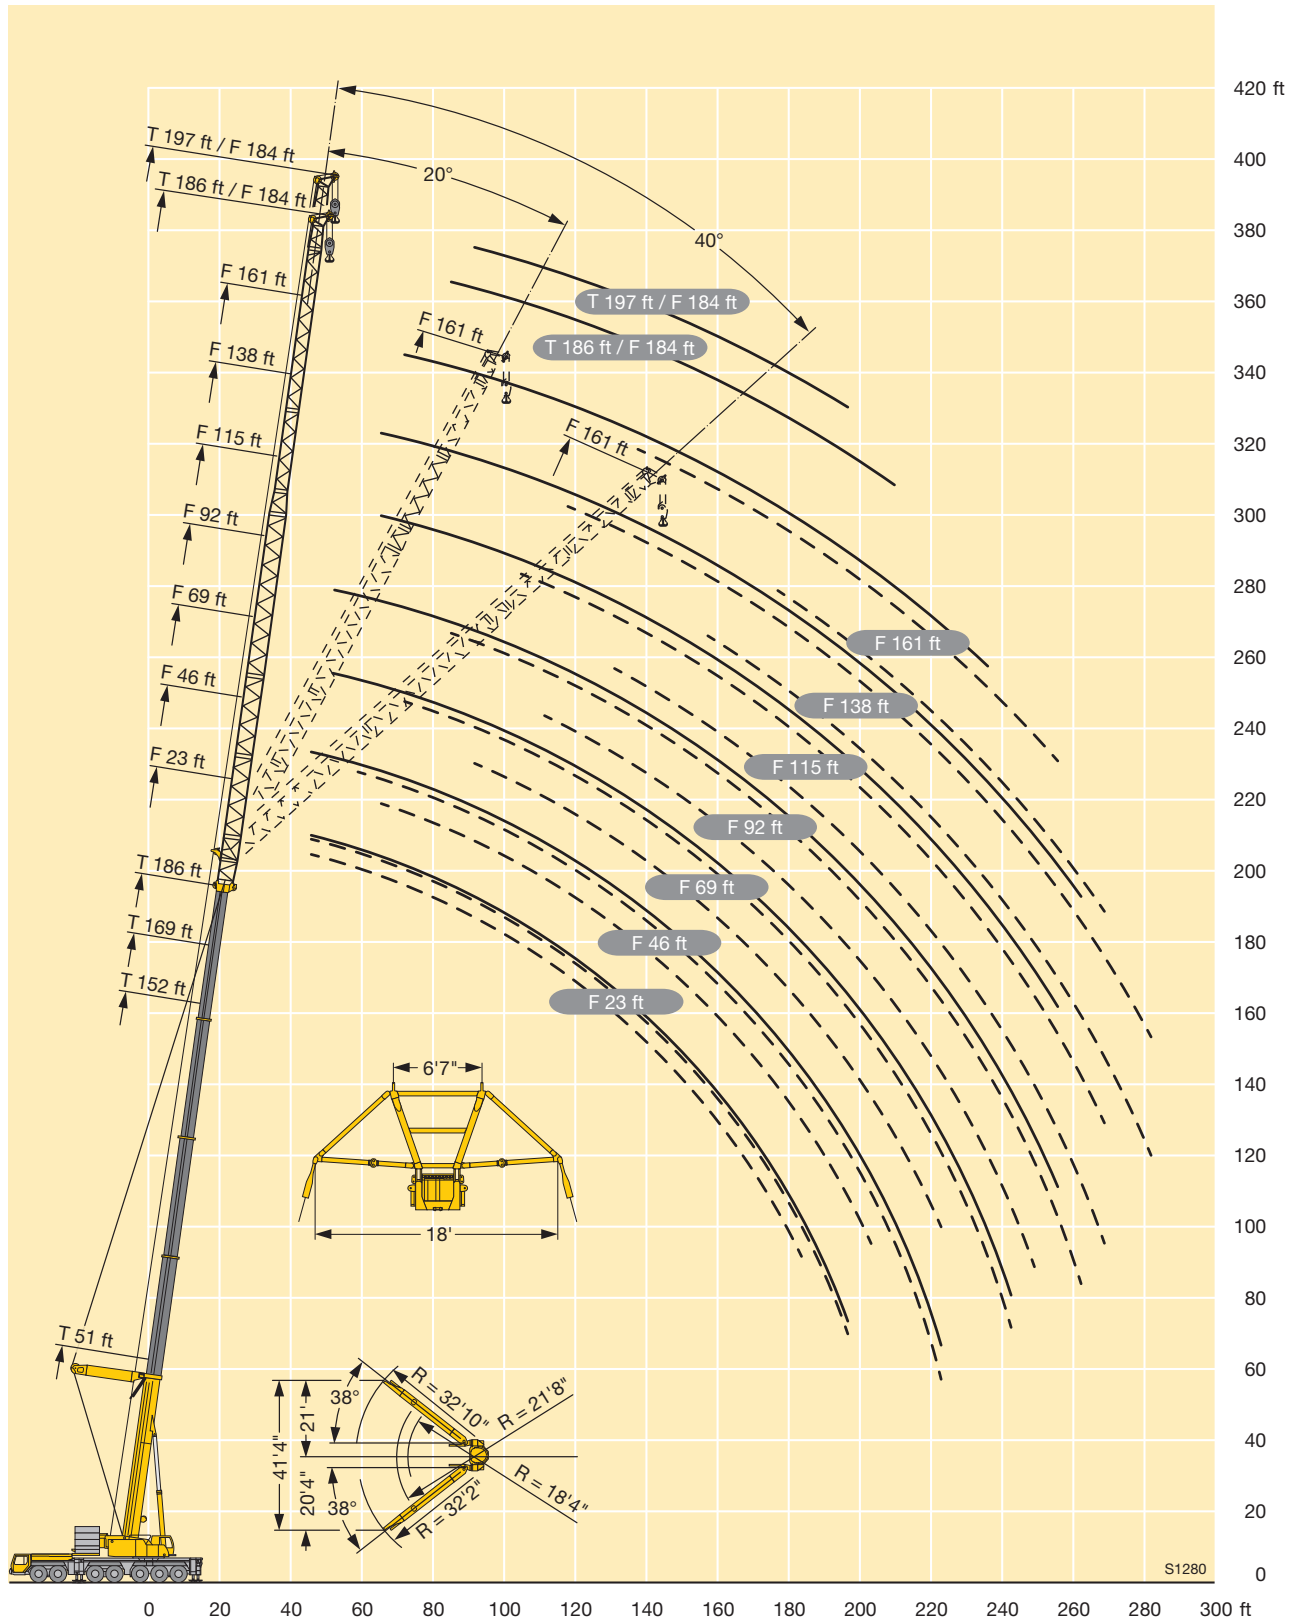 420 ft
400
380
360
340
320
300
280
260
240
220
200
180
160
140
120
100
80
60
40
20
0
T 197 ft / F 184 ft
T 186 ft / F 184 ft
F 161 ft
F 138 ft
F 115 ft
F 92 ft
F 69 ft
F 46 ft
F 23 ft
T 186 ft
T 169 ft
T 152 ft
T 51 ft
20°
40°
F 161 ft
F 161 ft
T 197 ft / F 184 ft
T 186 ft / F 184 ft
F 161 ft
F 138 ft
F 115 ft
F 92 ft
F 69 ft
F 46 ft
F 23 ft
6'7"
18'
38°
21'
41'4"
20'4"
38°
R = 32'10"
R = 21'8"
R = 18'4"
R = 32'2"
S1280
0 20 40 60 80 100 120 140 160 180 200 220 240 260 280 300 ft